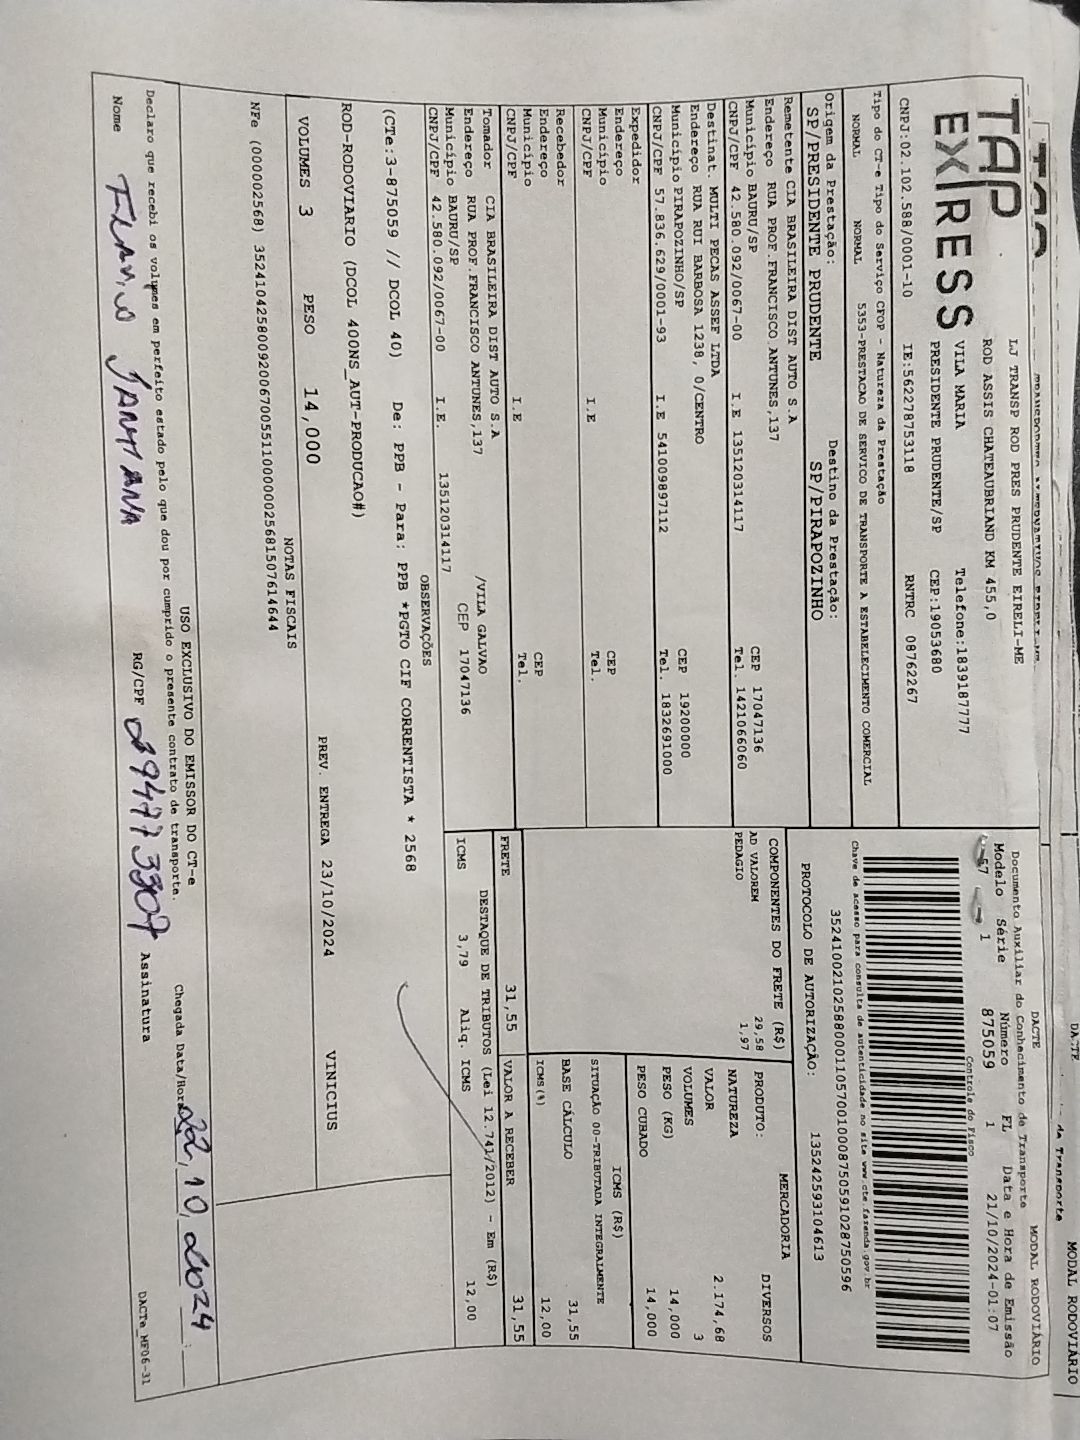 TAP
EXPRESS
LJ TRANSP ROD PRES PRUDENTE EIRELI-ME
ROD ASSIS CHATEAUBRIAND KM 455,0
VILA MARIA Telefone:1839187777
PRESIDENTE PRUDENTE/SP CEP:19053680
CNPJ:02.102.588/0001-10 IE:562278753118 RNTRC 08762267
Tipo do CT-e Tipo do Serviço CFOP - Natureza da Prestação
NORMAL NORMAL 5353-PRESTACAO DE SERVICO DE TRANSPORTE A ESTABELECIMENTO COMERCIAL
Origem da Prestação: Destino da Prestação:
SP/PRESIDENTE PRUDENTE SP/PIRAPOZINHO
Remetente CIA BRASILEIRA DIST AUTO S.A
Endereço RUA PROF.FRANCISCO ANTUNES,137
Município BAURU/SP CEP 17047136
CNPJ/CPF 42.580.092/0067-00 I.E 135120314117 Tel. 1421066060
Destinat. MULTI PECAS ASSEF LTDA
Endereço RUA RUI BARBOSA 1238, 0/CENTRO
Município PIRAPOZINHO/SP CEP 19200000
CNPJ/CPF 57.836.629/0001-93 I.E 541009897112 Tel. 1832691000
Expedidor
Endereço
Município CEP
CNPJ/CPF I.E Tel.
Recebedor
Endereço
Município CEP
CNPJ/CPF I.E Tel.
Tomador CIA BRASILEIRA DIST AUTO S.A
Endereço RUA PROF.FRANCISCO ANTUNES,137 /VILA GALVAO
Município BAURU/SP CEP 17047136
CNPJ/CPF 42.580.092/0067-00 I.E. 135120314117
DACTE MODAL RODOVIÁRIO
Documento Auxiliar do Conhecimento de Transporte
Modelo Série Número FL Data e Hora de Emissão
57 1 875059 1 21/10/2024-01:07
Controle do Fisco
Chave de acesso para consulta de autenticidade no site www.cte.fazenda.gov.br
35241002102588000110570010008750591028750596
PROTOCOLO DE AUTORIZAÇÃO: 135242593104613
COMPONENTES DO FRETE (R$)
AD VALOREM 29,58
PEDAGIO 1,97
MERCADORIA
PRODUTO: DIVERSOS
NATUREZA
VALOR 2.174,68
VOLUMES 3
PESO (KG) 14,000
PESO CUBADO 14,000
ICMS (R$)
SITUAÇÃO 00-TRIBUTADA INTEGRALMENTE
BASE CÁLCULO 31,55
ICMS(%) 12,00
FRETE 31,55 VALOR A RECEBER 31,55
DESTAQUE DE TRIBUTOS (Lei 12.741/2012) - Em (R$)
ICMS 3,79 Aliq. ICMS 12,00
OBSERVAÇÕES
(CTe:3-875059 // DCOL 40) De: PPB - Para: PPB *PGTO CIF CORRENTISTA * 2568
ROD-RODOVIARIO (DCOL 400NS_AUT-PRODUCAO#)
VOLUMES 3 PESO 14,000 PREV. ENTREGA 23/10/2024 VINICIUS
NOTAS FISCAIS
NFe (000002568) 35241042580092006700551100000025681507614644
USO EXCLUSIVO DO EMISSOR DO CT-e
Declaro que recebi os volumes em perfeito estado pelo que dou por cumprido o presente contrato de transporte.
Chegada Data/Hora 22,10,2024
Nome FLAVIO SANTANA RG/CPF 294773307 Assinatura
DACTe_MF06-31